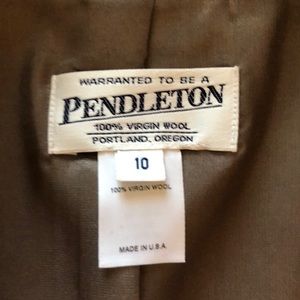 WARRANTED TO BE A
PENDLETON
100% VIRGIN WOOL
PORTLAND, OREGON
10
100% VIRGIN WOOL
MADE IN U.S.A.